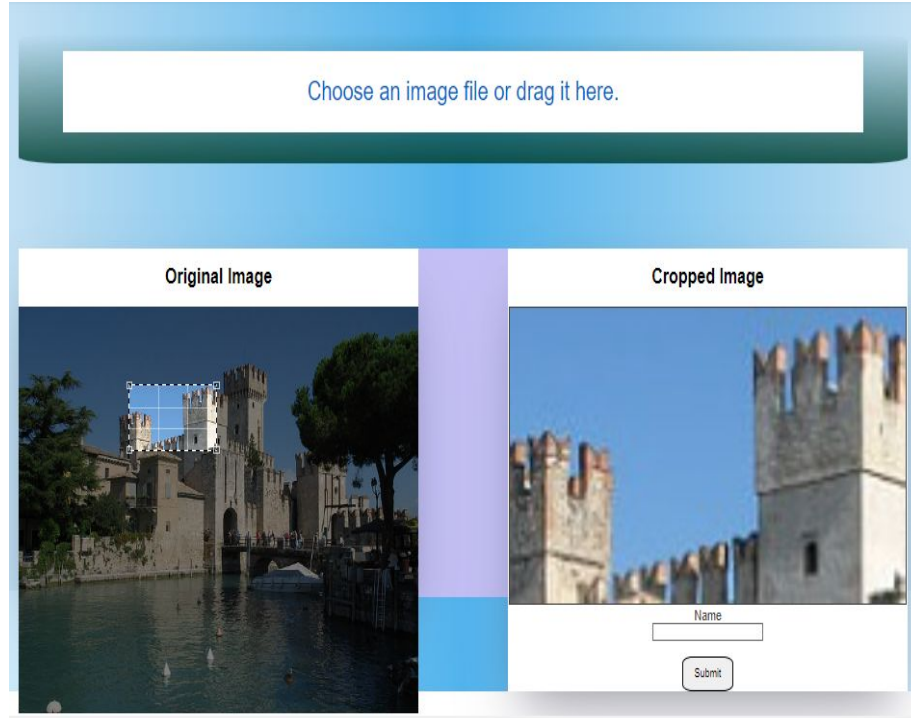 Choose an image file or drag it here.
Original Image
Cropped Image
Name
Submit